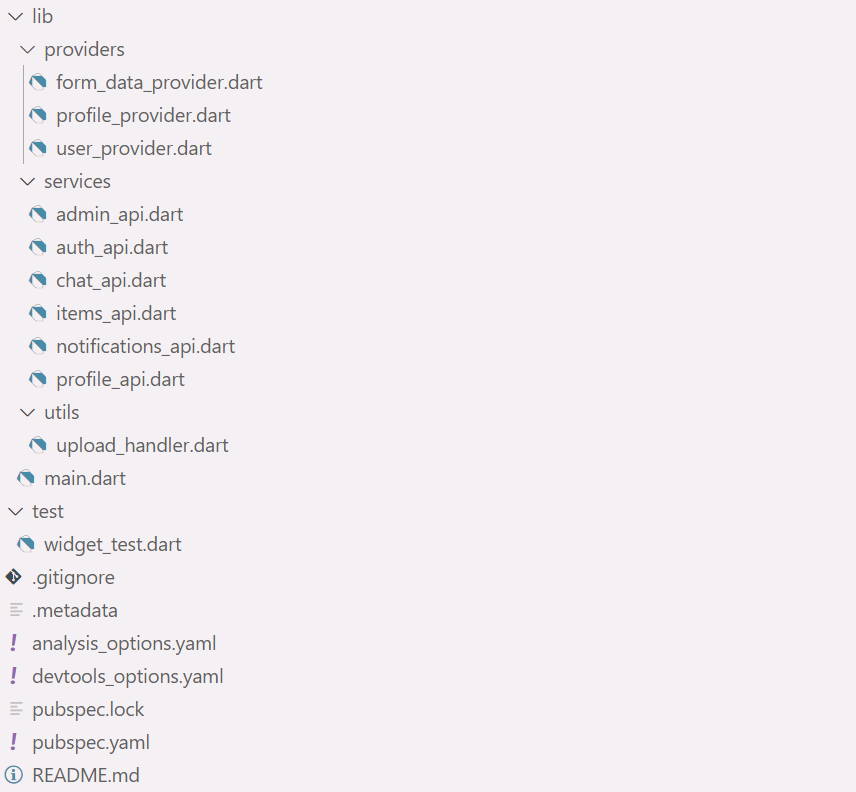 lib
providers
form_data_provider.dart
profile_provider.dart
user_provider.dart
services
admin_api.dart
auth_api.dart
chat_api.dart
items_api.dart
notifications_api.dart
profile_api.dart
utils
upload_handler.dart
main.dart
test
widget_test.dart
.gitignore
.metadata
analysis_options.yaml
devtools_options.yaml
pubspec.lock
pubspec.yaml
README.md